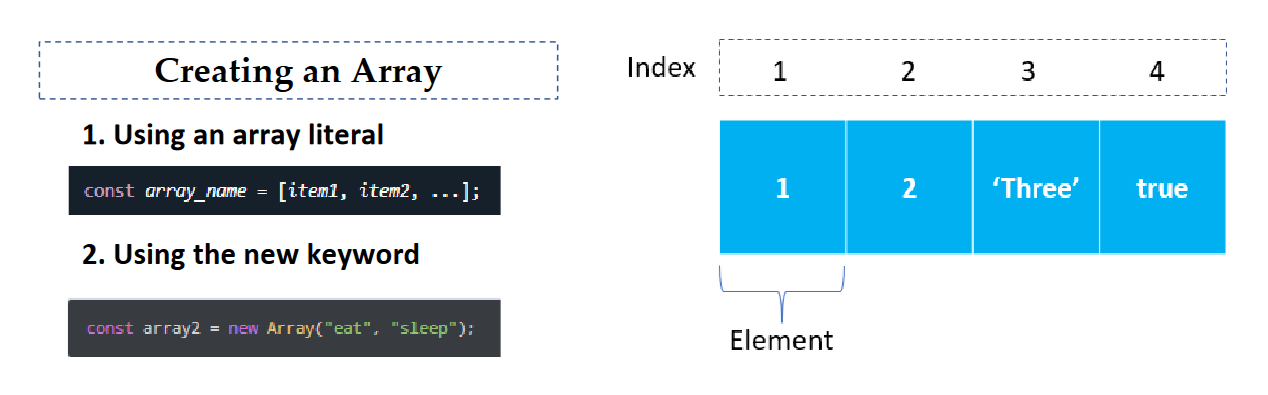 Creating an Array
1. Using an array literal
const array_name = [item1, item2, ...];
2. Using the new keyword
const array2 = new Array("eat", "sleep");
Index 1 2 3 4
1 2 ‘Three’ true
Element